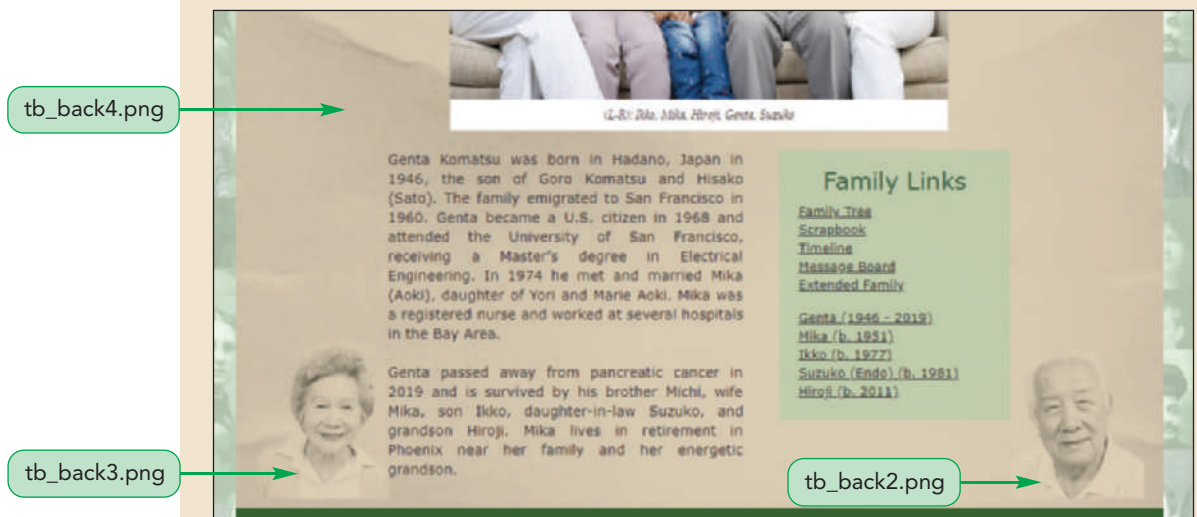 tb_back4.png
(L-R): Ikko, Mika, Hiroji, Genta, Suzuko
Genta Komatsu was born in Hadano, Japan in
1946, the son of Goro Komatsu and Hisako
(Sato). The family emigrated to San Francisco in
1960. Genta became a U.S. citizen in 1968 and
attended the University of San Francisco,
receiving a Master's degree in Electrical
Engineering. In 1974 he met and married Mika
(Aoki), daughter of Yori and Marie Aoki. Mika was
a registered nurse and worked at several hospitals
in the Bay Area.
Genta passed away from pancreatic cancer in
2019 and is survived by his brother Michi, wife
Mika, son Ikko, daughter-in-law Suzuko, and
grandson Hiroji. Mika lives in retirement in
Phoenix near her family and her energetic
grandson.
Family Links
Family Tree
Scrapbook
Timeline
Message Board
Extended Family
Genta (1946 - 2019)
Mika (b. 1951)
Ikko (b. 1977)
Suzuko (Endo) (b. 1981)
Hiroji (b. 2011)
tb_back3.png
tb_back2.png